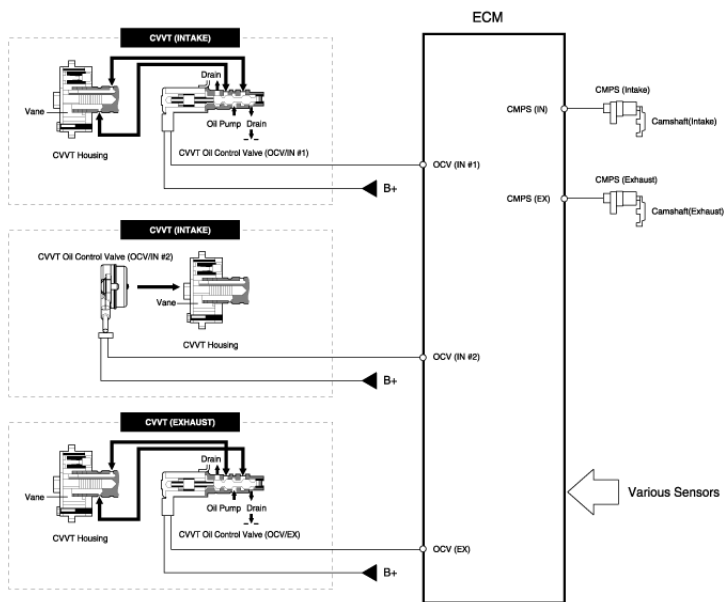 ECM
CVVT (INTAKE)
Drain
Vane
Oil Pump
Drain
CVVT Housing
CVVT Oil Control Valve (OCV/IN #1)
OCV (IN #1)
B+
CMPS (IN)
CMPS (Intake)
Camshaft(Intake)
CMPS (EX)
CMPS (Exhaust)
Camshaft(Exhaust)
CVVT (INTAKE)
CVVT Oil Control Valve (OCV/IN #2)
Vane
CVVT Housing
OCV (IN #2)
B+
CVVT (EXHAUST)
Drain
Vane
Oil Pump
Drain
CVVT Housing
CVVT Oil Control Valve (OCV/EX)
OCV (EX)
B+
Various Sensors